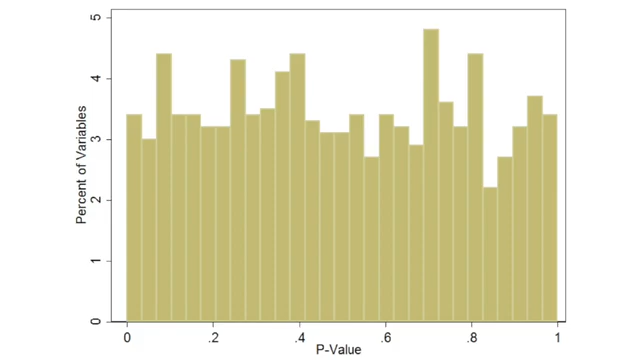 Percent of Variables
5
4
3
2
1
0
0 .2 .4 .6 .8 1
P-Value